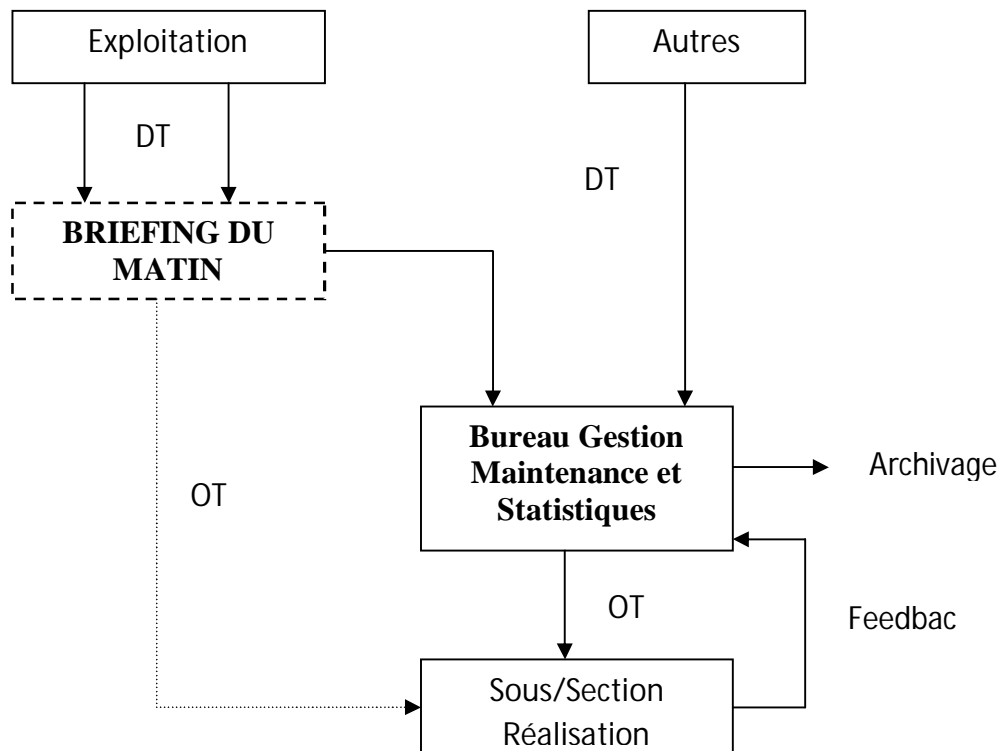 Exploitation
Autres
DT
DT
BRIEFING DU
MATIN
Bureau Gestion
Maintenance et
Statistiques
Archivage
OT
OT
Feedbac
Sous/Section
Réalisation